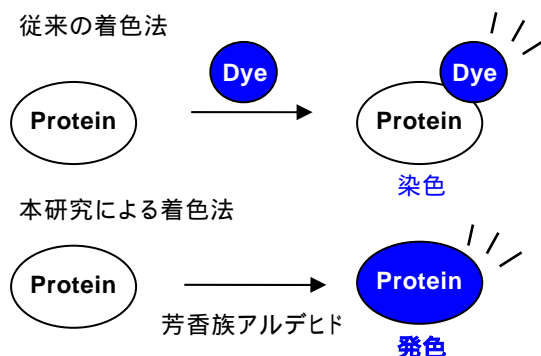 従来の着色法
Dye
Dye
Protein
Protein
染色
本研究による着色法
Protein
Protein
芳香族アルデヒド
発色